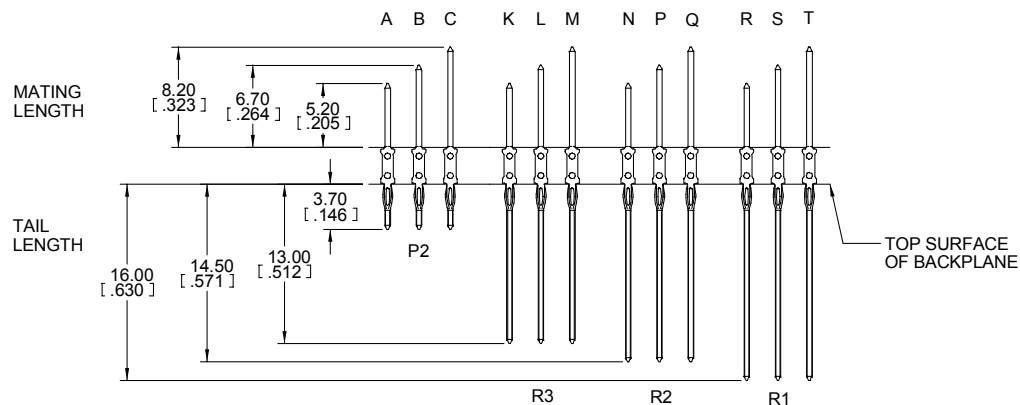 A B C K L M N P Q R S T
MATING
LENGTH
8.20
[ .323 ]
6.70
[ .264 ]
5.20
[ .205 ]
TAIL
LENGTH
3.70
[ .146 ]
P2
13.00
[ .512 ]
14.50
[ .571 ]
16.00
[ .630 ]
TOP SURFACE
OF BACKPLANE
R3 R2 R1